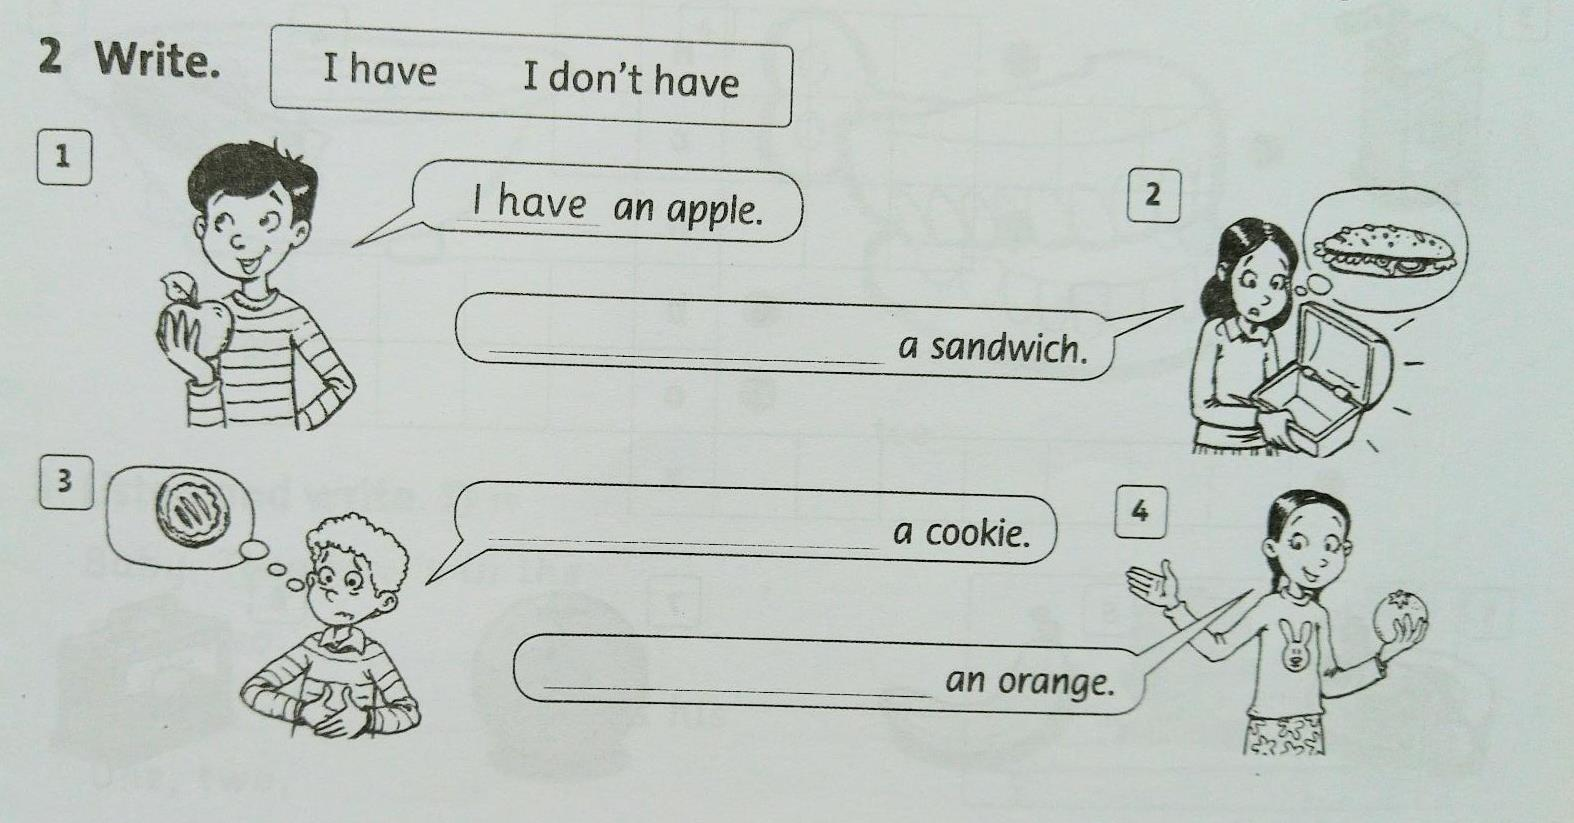 2 Write.
I have I don't have
1
I have an apple.
2
a sandwich.
3
a cookie.
4
an orange.